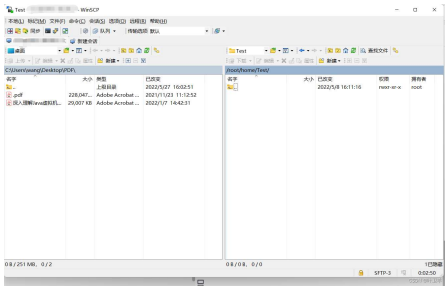 Test - WinSCP
本地(L) 标记(M) 文件(F) 命令(C) 会话(S) 选项(O) 远程(R) 帮助(H)
同步 队列 传输选项 默认
新建会话
桌面
Test
查找文件
上传 编辑 新建
下载 编辑 新建
C:\Users\wang\Desktop\PDF\
/root/home/Test/
名字 大小 类型 已改变
名字 大小 已改变 权限 拥有者
.. 上级目录 2022/5/27 16:02:51
.. 2022/5/8 16:11:16 rwxr-xr-x root
.pdf 228,047... Adobe Acrobat ... 2021/11/23 11:12:52
深入理解Java虚拟机... 29,007 KB Adobe Acrobat ... 2022/1/7 14:42:31
0 B / 251 MB, 0 / 2
0 B / 0 B, 0 / 0
1已隐藏
SFTP-3 0:02:50